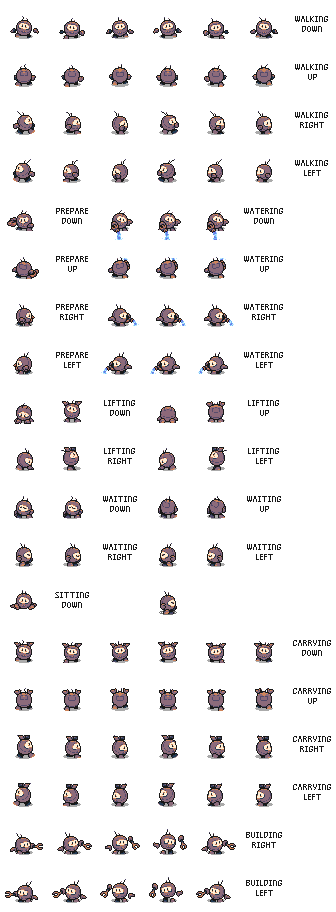 WALKING
DOWN
WALKING
UP
WALKING
RIGHT
WALKING
LEFT
PREPARE
DOWN
WATERING
DOWN
PREPARE
UP
WATERING
UP
PREPARE
RIGHT
WATERING
RIGHT
PREPARE
LEFT
WATERING
LEFT
LIFTING
DOWN
LIFTING
UP
LIFTING
RIGHT
LIFTING
LEFT
WAITING
DOWN
WAITING
UP
WAITING
RIGHT
WAITING
LEFT
SITTING
DOWN
CARRYING
DOWN
CARRYING
UP
CARRYING
RIGHT
CARRYING
LEFT
BUILDING
RIGHT
BUILDING
LEFT